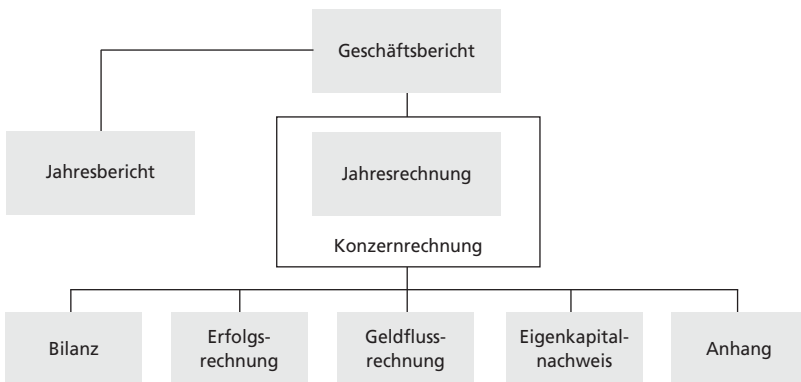 Geschäftsbericht
Jahresbericht
Jahresrechnung
Konzernrechnung
Bilanz
Erfolgs-
rechnung
Geldfluss-
rechnung
Eigenkapital-
nachweis
Anhang